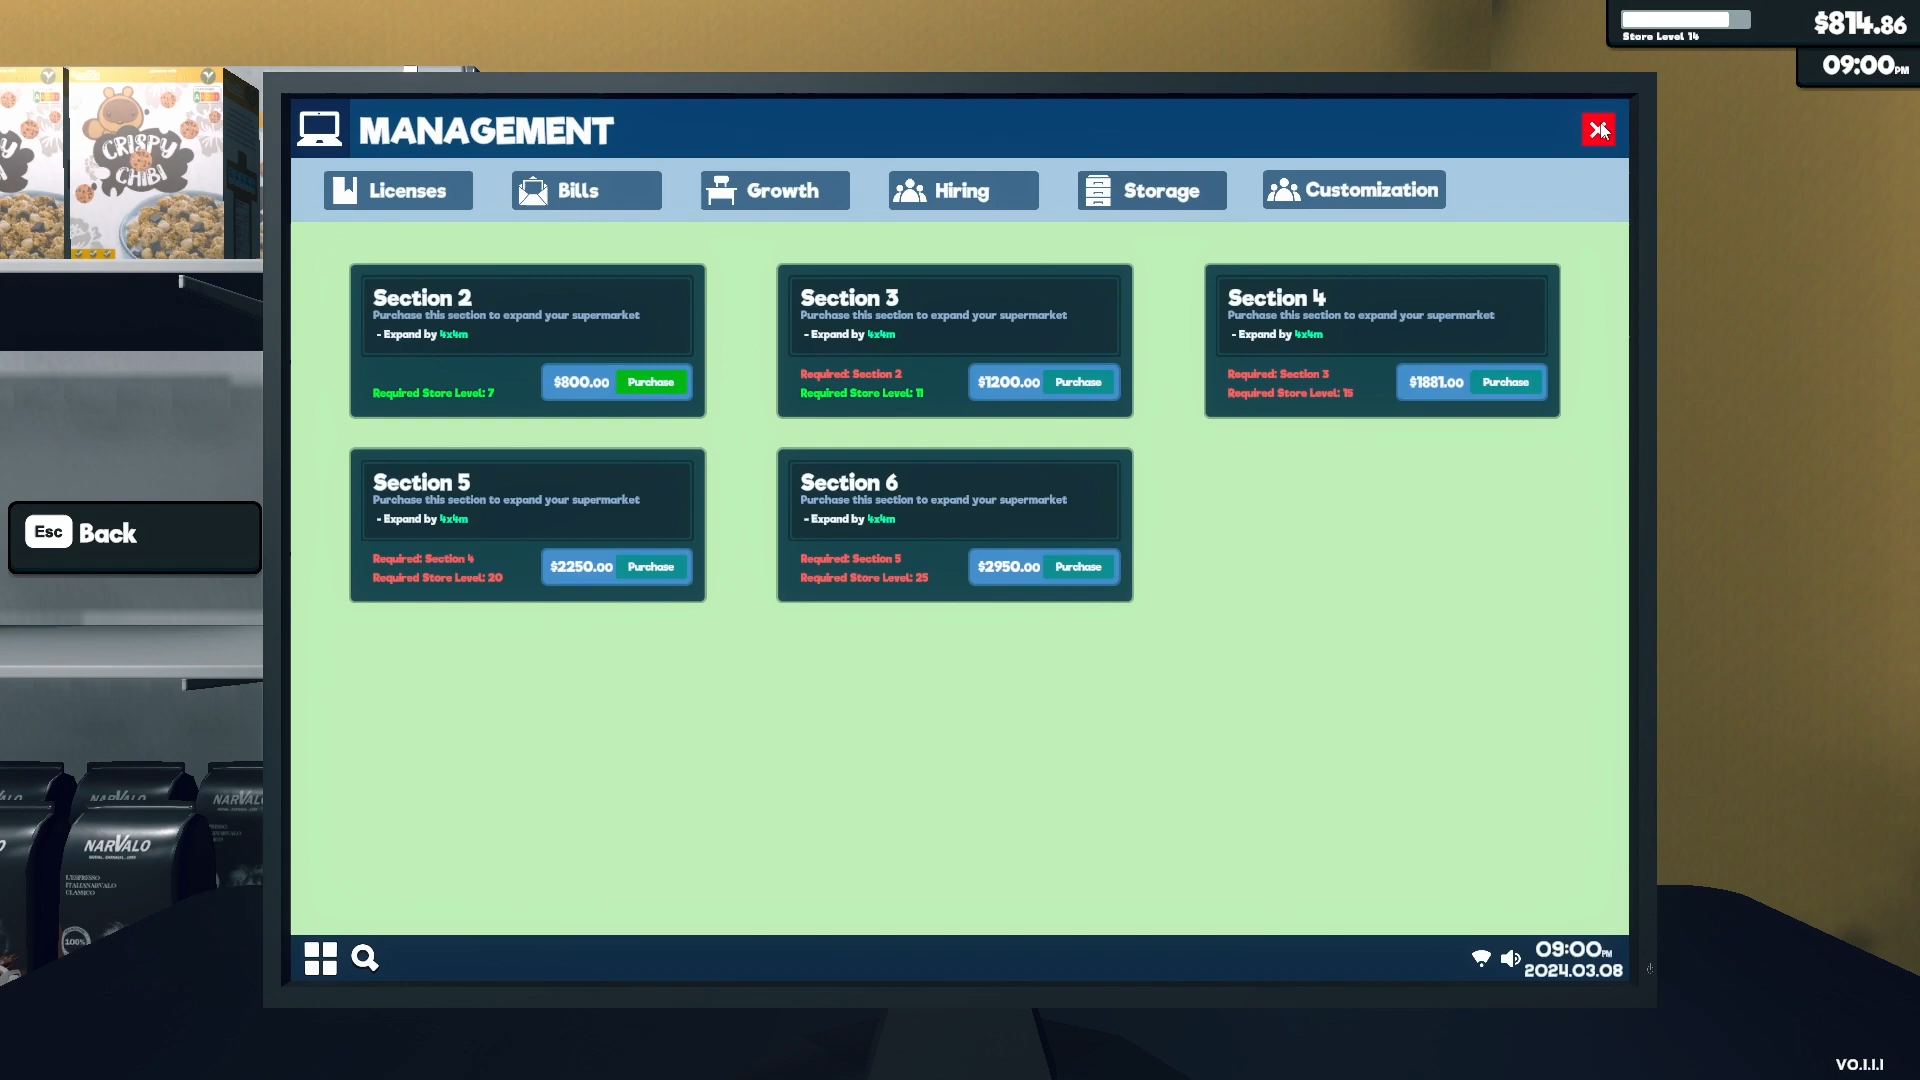 Store Level 14
$814.86
09:00PM
MANAGEMENT
Licenses
Bills
Growth
Hiring
Storage
Customization
Section 2
Purchase this section to expand your supermarket
- Expand by 4x4m
Required Store Level: 7
$800.00
Purchase
Section 3
Purchase this section to expand your supermarket
- Expand by 4x4m
Required: Section 2
Required Store Level: 11
$1200.00
Purchase
Section 4
Purchase this section to expand your supermarket
- Expand by 4x4m
Required: Section 3
Required Store Level: 15
$1881.00
Purchase
Section 5
Purchase this section to expand your supermarket
- Expand by 4x4m
Required: Section 4
Required Store Level: 20
$2250.00
Purchase
Section 6
Purchase this section to expand your supermarket
- Expand by 4x4m
Required: Section 5
Required Store Level: 25
$2950.00
Purchase
CRISPY
CHIBI
Esc Back
NARVALO
NARVALO
L'ESPRESSO
ITALIANARVALO
CLASSICO
100%
09:00PM
2024.03.08
V0.1.1.1